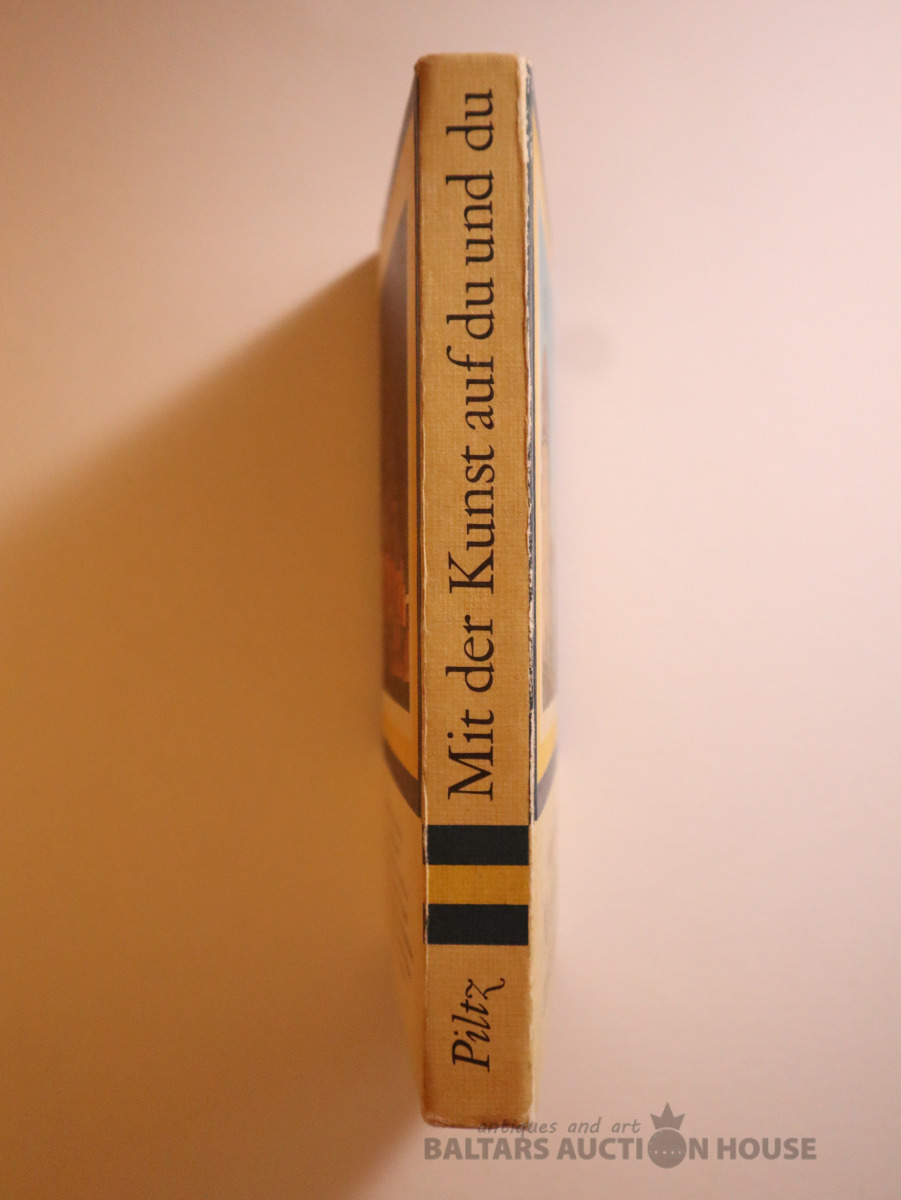 Piltz
Mit der Kunst auf du und du
antiques and art
BALTARS AUCTION HOUSE